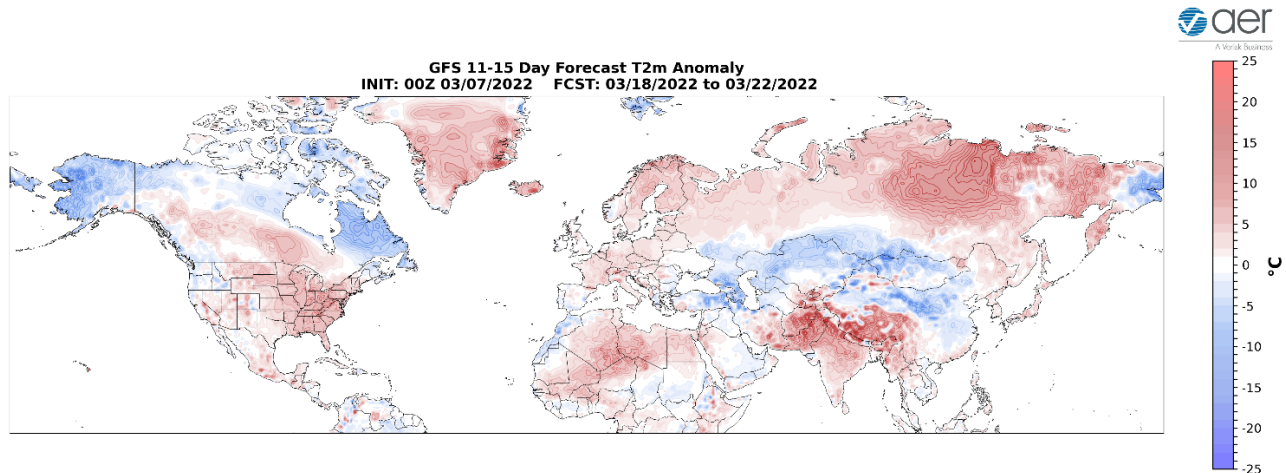 aer
A Verisk Business
GFS 11-15 Day Forecast T2m Anomaly
INIT: 00Z 03/07/2022 FCST: 03/18/2022 to 03/22/2022
25
20
15
10
5
0
-5
-10
-15
-20
-25
°C